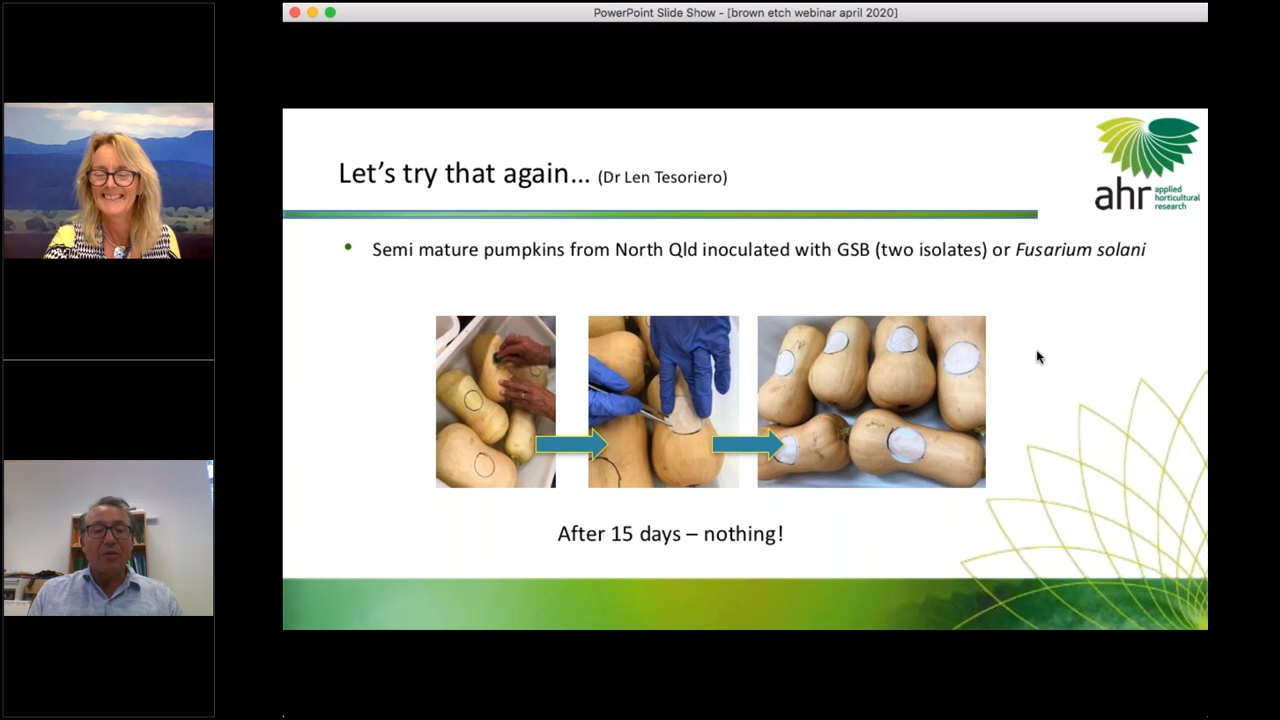 PowerPoint Slide Show - [brown etch webinar april 2020]
Let's try that again... (Dr Len Tesoriero)
ahr applied
horticultural
research
• Semi mature pumpkins from North Qld inoculated with GSB (two isolates) or Fusarium solani
After 15 days – nothing!